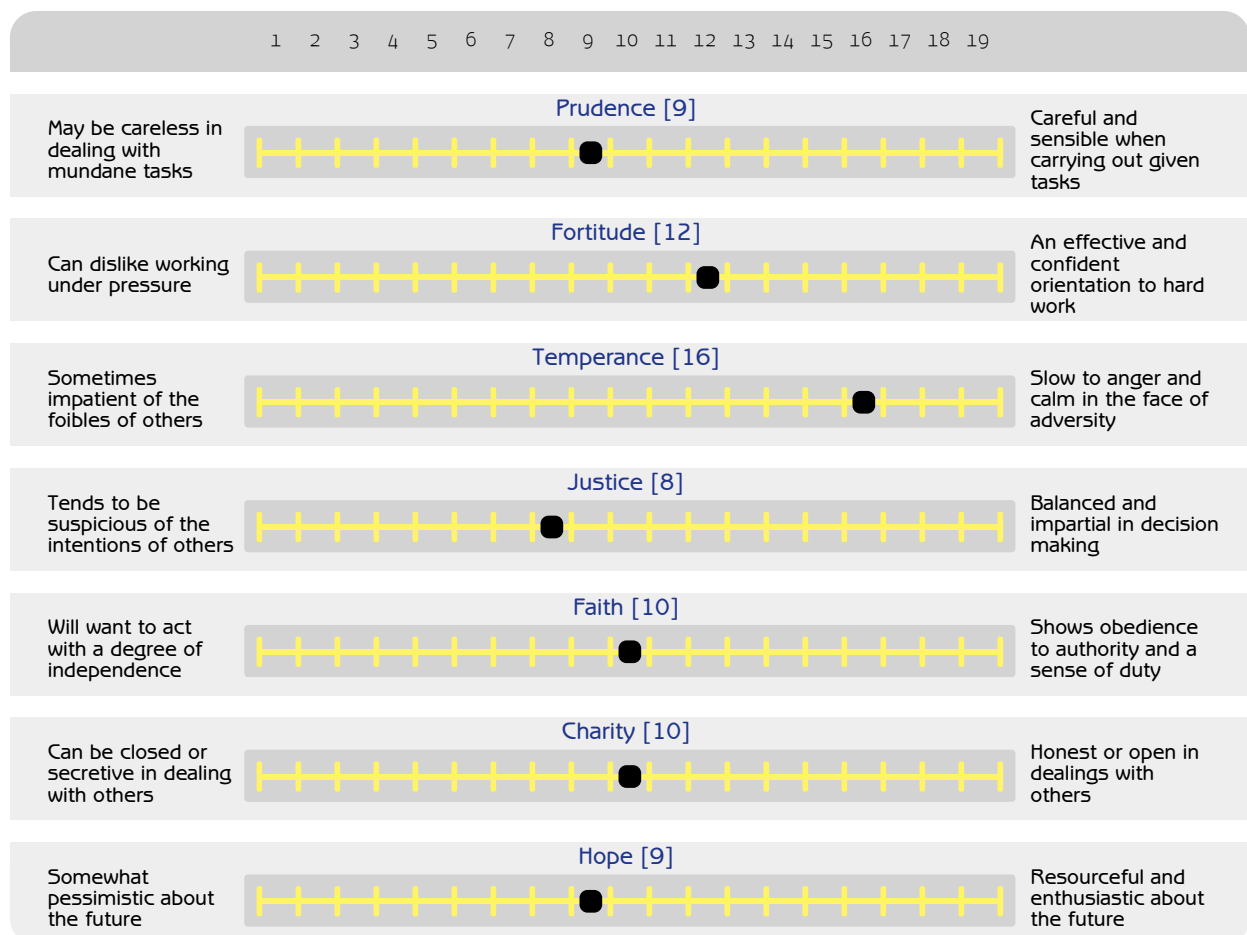 1 2 3 4 5 6 7 8 9 10 11 12 13 14 15 16 17 18 19
Prudence [9]
May be careless in
dealing with
mundane tasks
Careful and
sensible when
carrying out given
tasks
Fortitude [12]
Can dislike working
under pressure
An effective and
confident
orientation to hard
work
Temperance [16]
Sometimes
impatient of the
foibles of others
Slow to anger and
calm in the face of
adversity
Justice [8]
Tends to be
suspicious of the
intentions of others
Balanced and
impartial in decision
making
Faith [10]
Will want to act
with a degree of
independence
Shows obedience
to authority and a
sense of duty
Charity [10]
Can be closed or
secretive in dealing
with others
Honest or open in
dealings with
others
Hope [9]
Somewhat
pessimistic about
the future
Resourceful and
enthusiastic about
the future